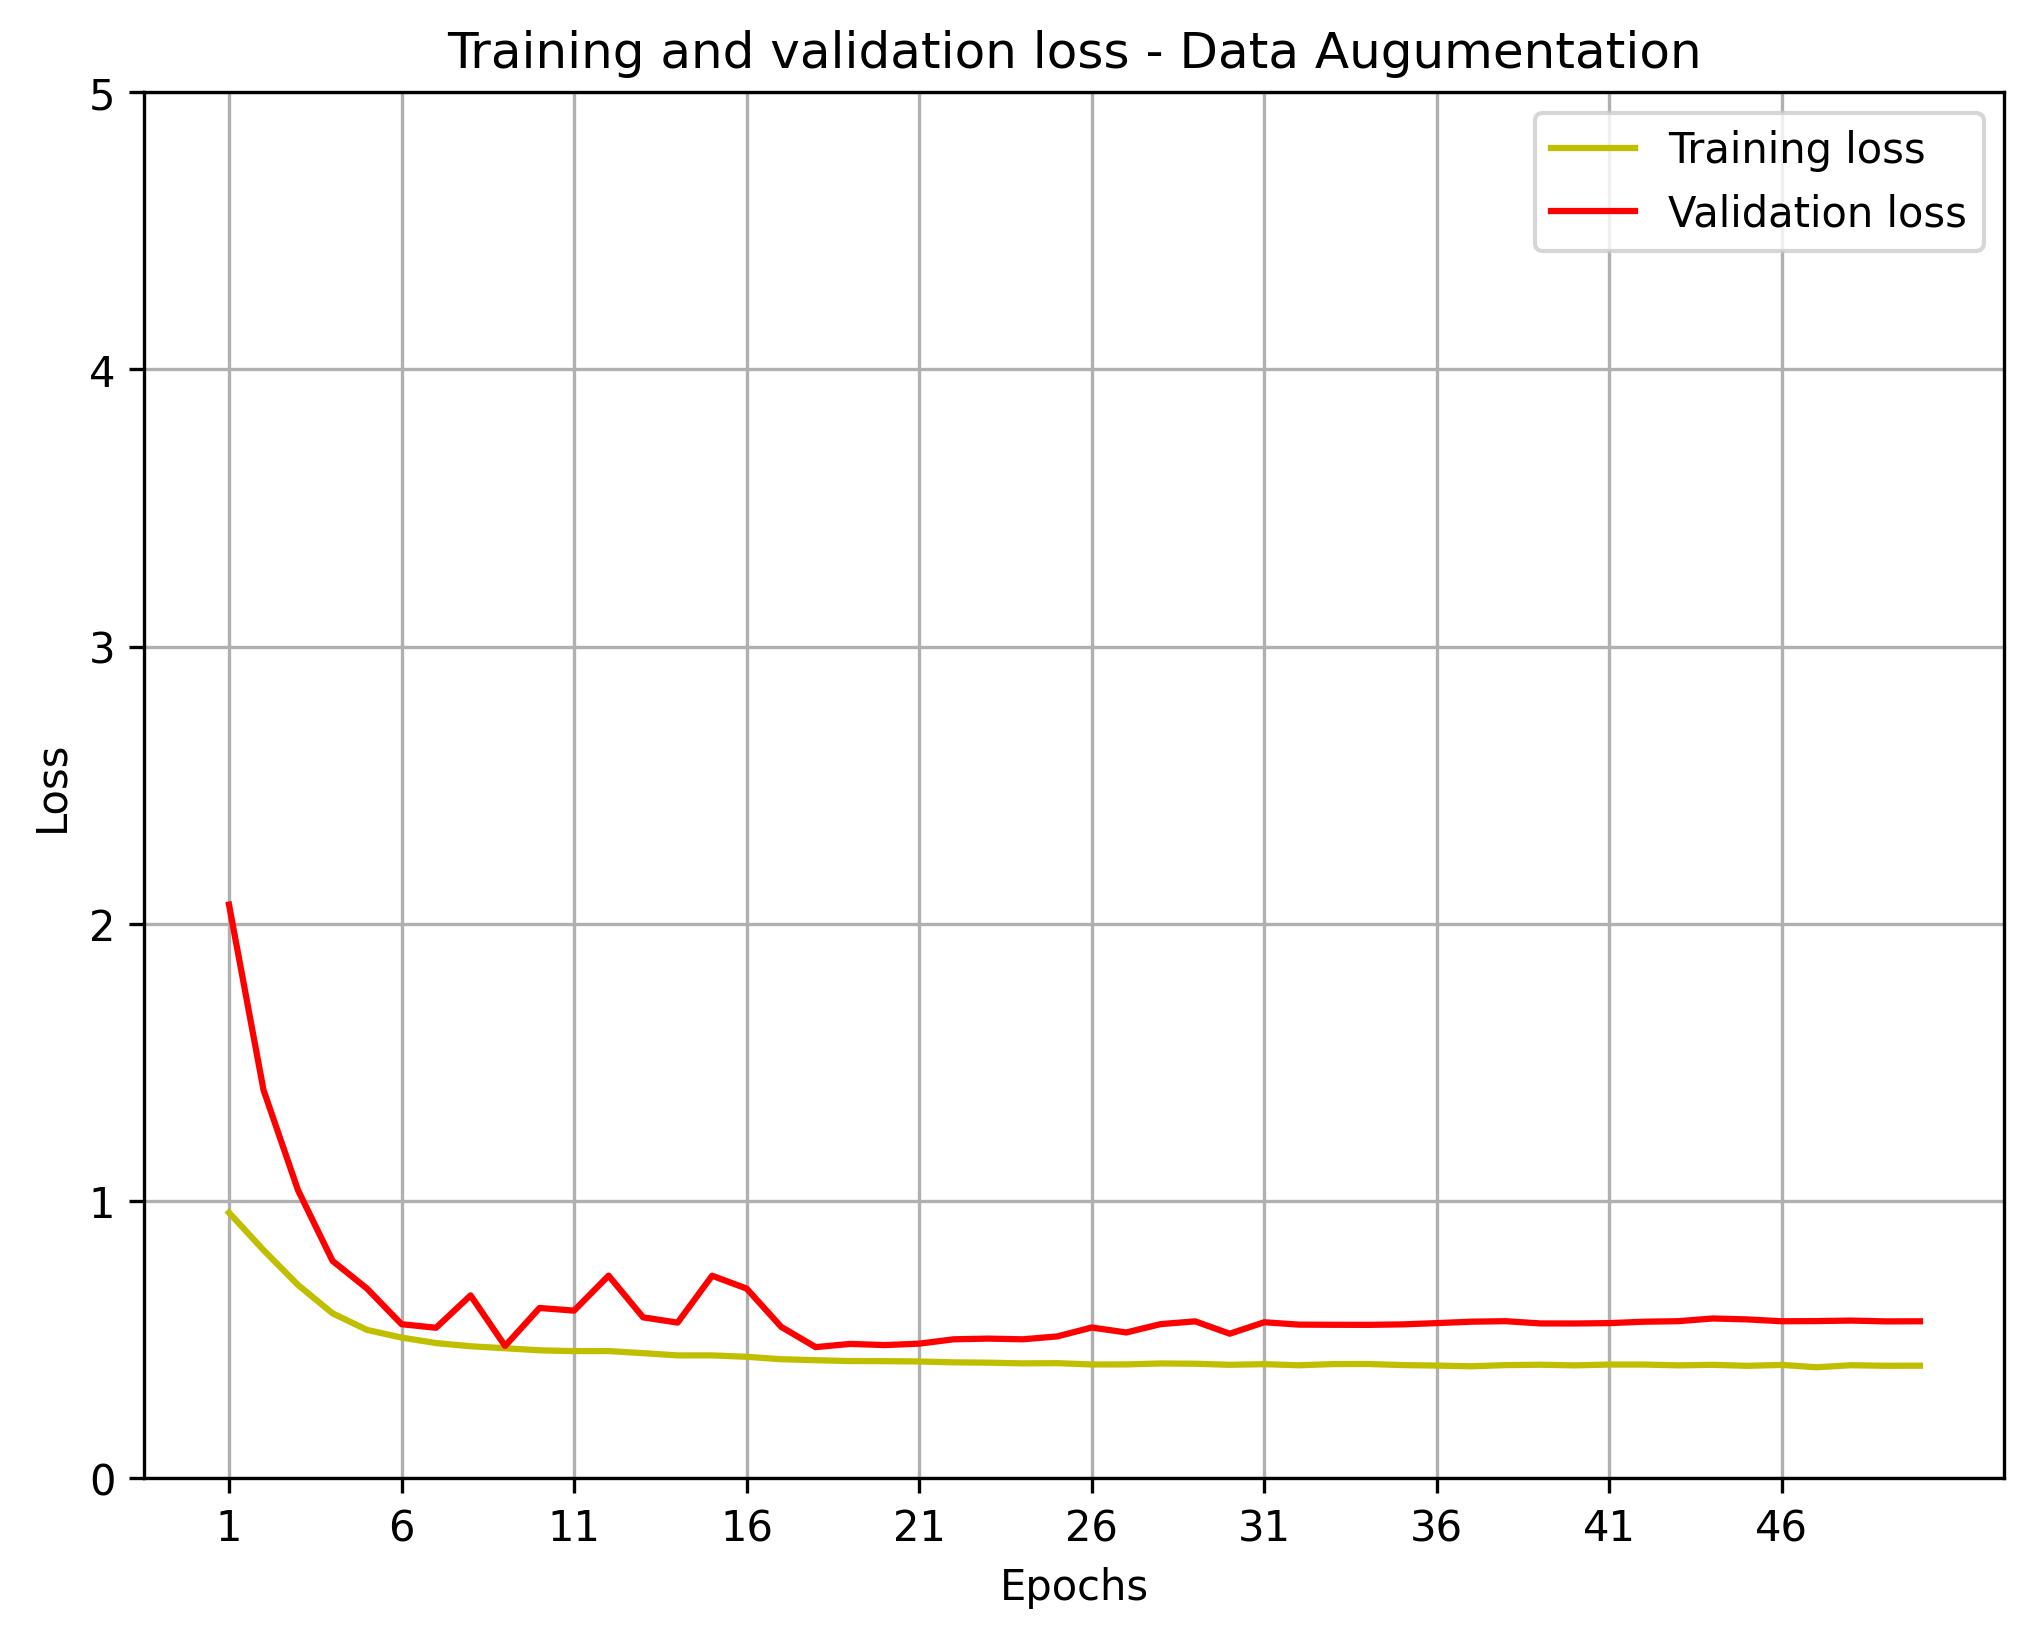 Training and validation loss - Data Augumentation
5
4
3
2
1
0
Loss
Training loss
Validation loss
1 6 11 16 21 26 31 36 41 46
Epochs